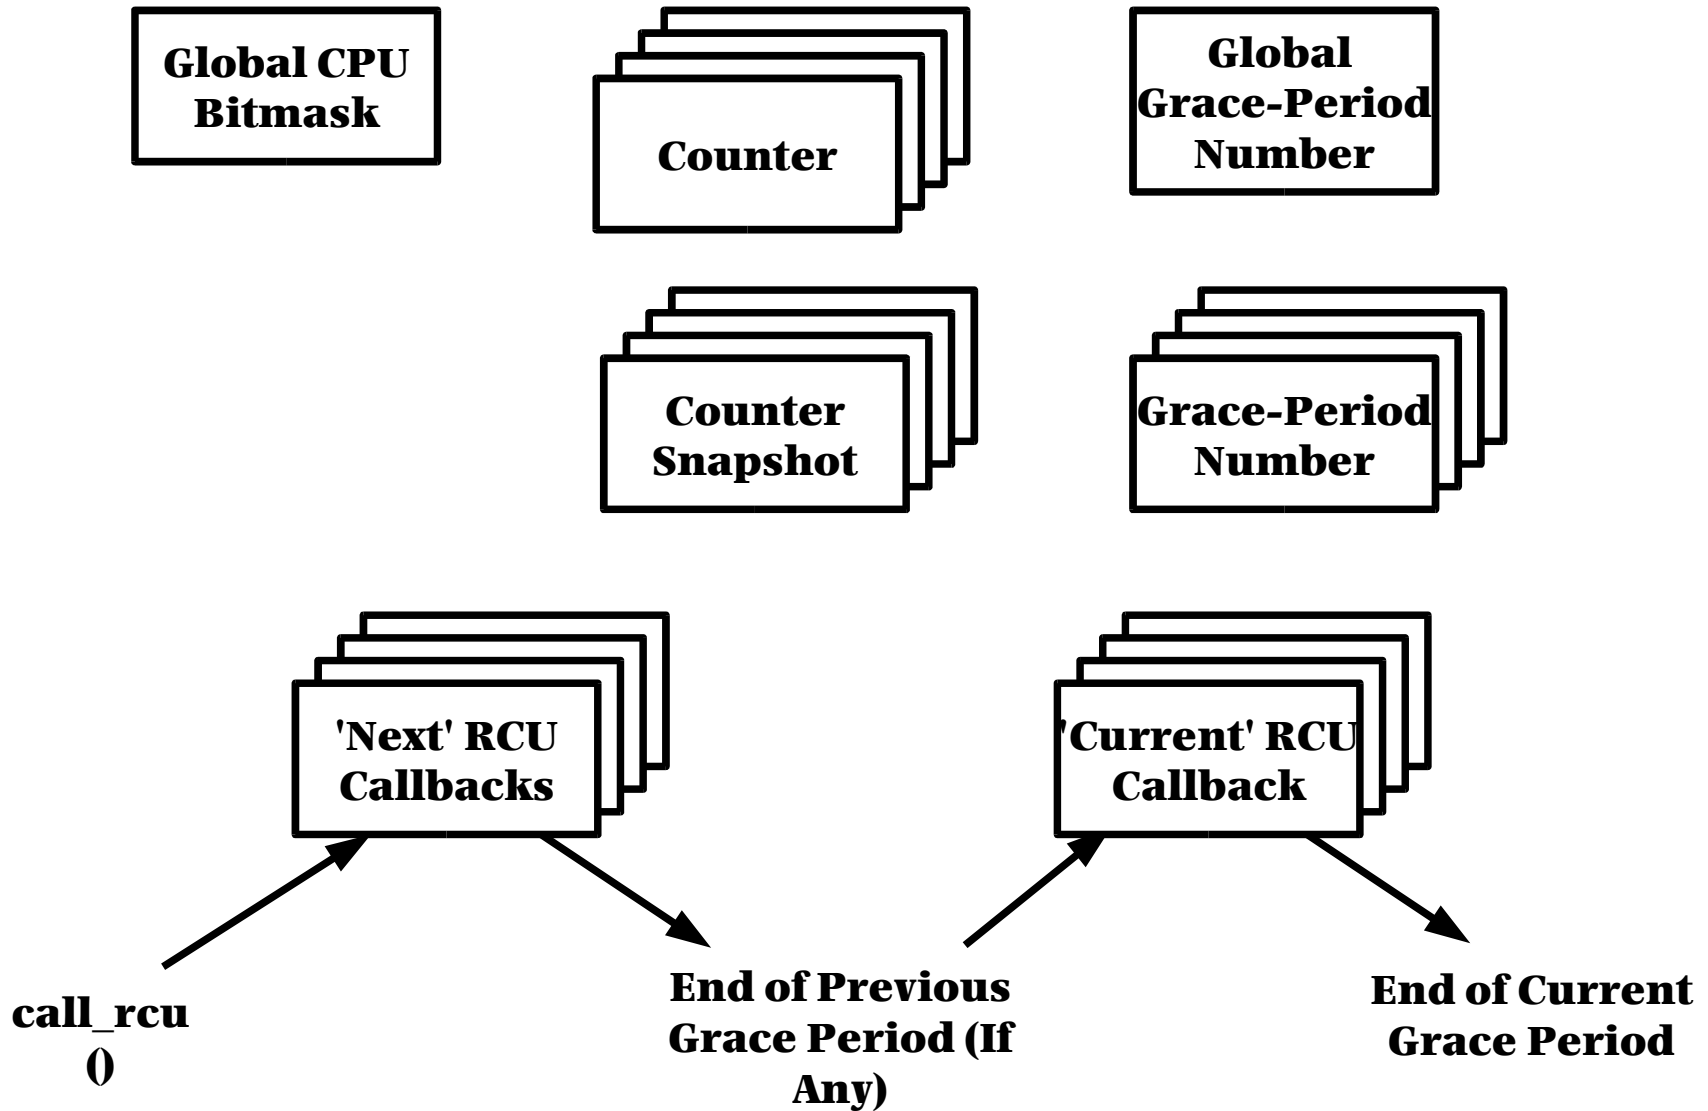 Global CPU
Bitmask
Counter
Global
Grace-Period
Number
Counter
Snapshot
Grace-Period
Number
'Next' RCU
Callbacks
'Current' RCU
Callback
call_rcu
()
End of Previous
Grace Period (If
Any)
End of Current
Grace Period